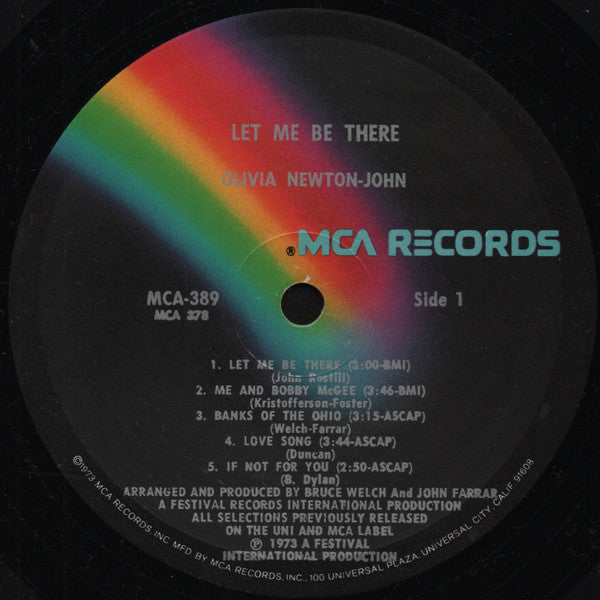 LET ME BE THERE
OLIVIA NEWTON-JOHN
® MCA RECORDS
MCA-389
MCA 378
Side 1
1. LET ME BE THERE (3:00-BMI)
(John Rostill)
2. ME AND BOBBY McGEE (3:46-BMI)
(Kristofferson-Foster)
3. BANKS OF THE OHIO (3:15-ASCAP)
(Welch-Farrar)
4. LOVE SONG (3:44-ASCAP)
(Duncan)
5. IF NOT FOR YOU (2:50-ASCAP)
(B. Dylan)
ARRANGED AND PRODUCED BY BRUCE WELCH And JOHN FARRAR
A FESTIVAL RECORDS INTERNATIONAL PRODUCTION
ALL SELECTIONS PREVIOUSLY RELEASED
ON THE UNI AND MCA LABEL
℗ 1973 A FESTIVAL
INTERNATIONAL PRODUCTION
©1973 MCA RECORDS INC MFD. BY MCA RECORDS, INC., 100 UNIVERSAL PLAZA UNIVERSAL CITY, CALIF. 91608